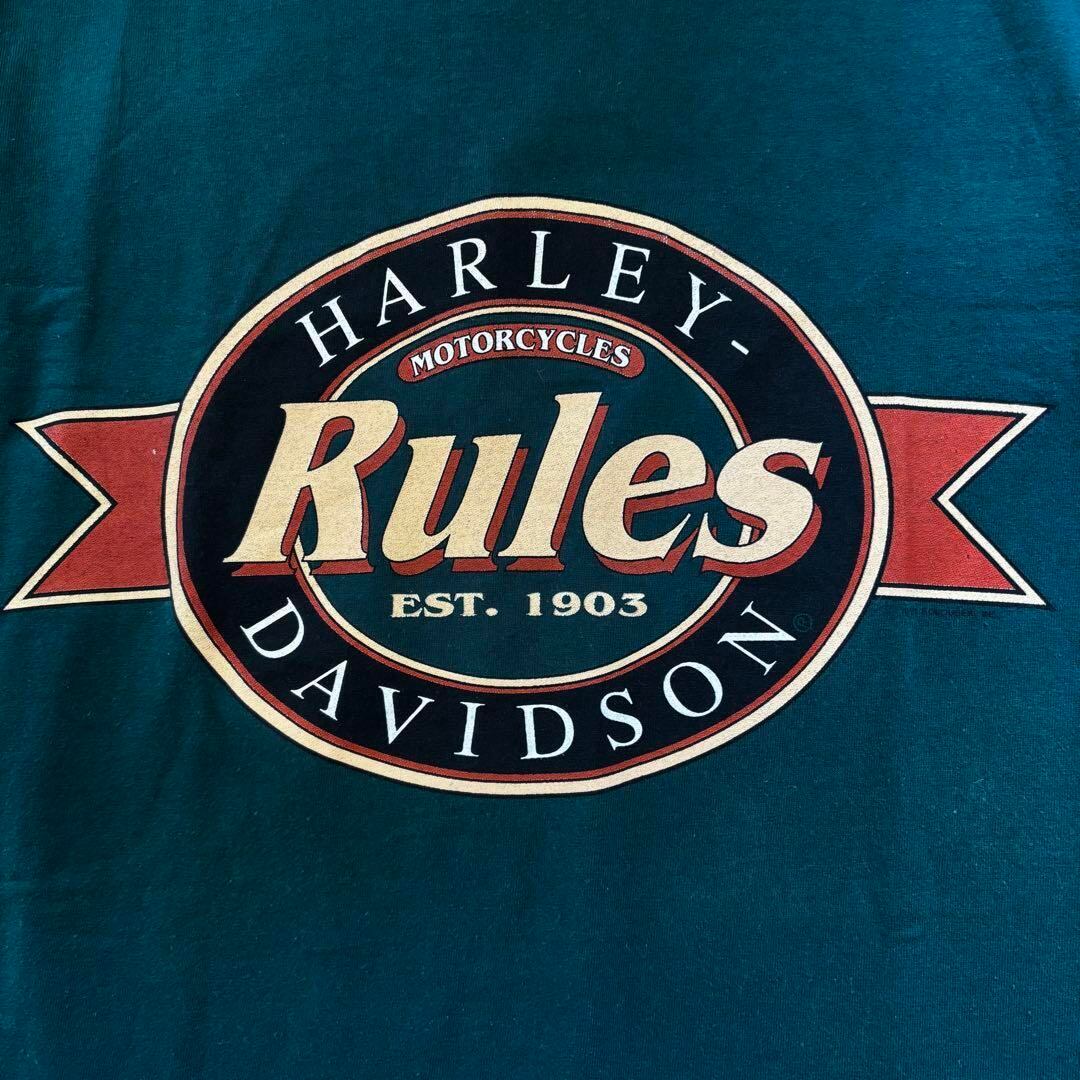 HARLEY-
MOTORCYCLES
Rules
EST. 1903
DAVIDSON®